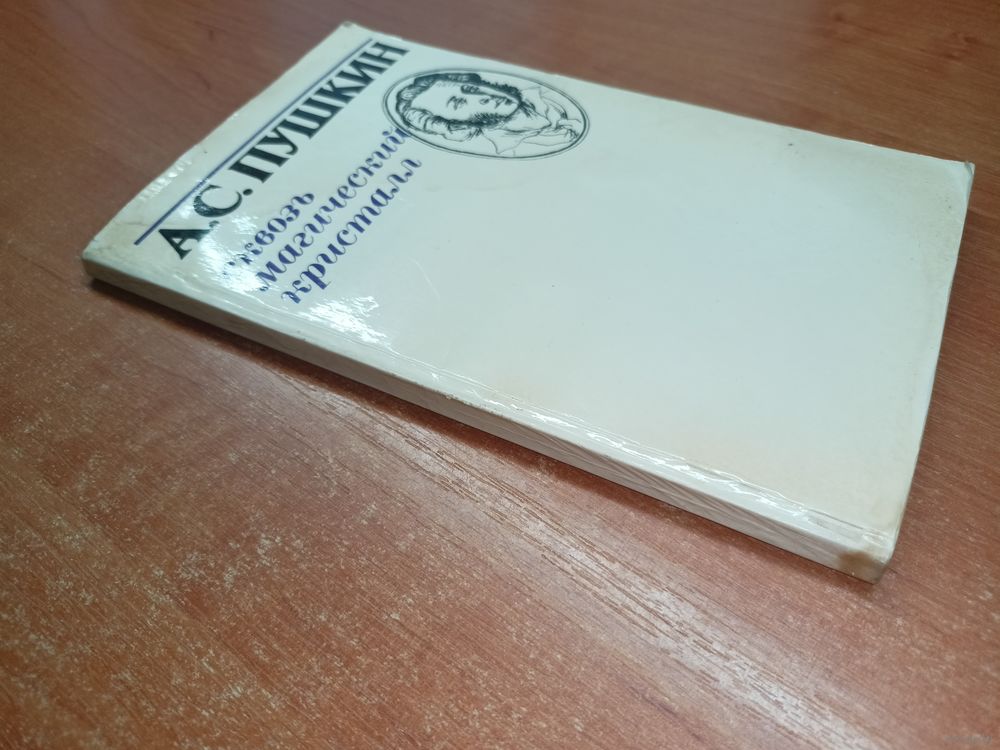 А.С. ПУШКИН
Сквозь
магический
кристалл